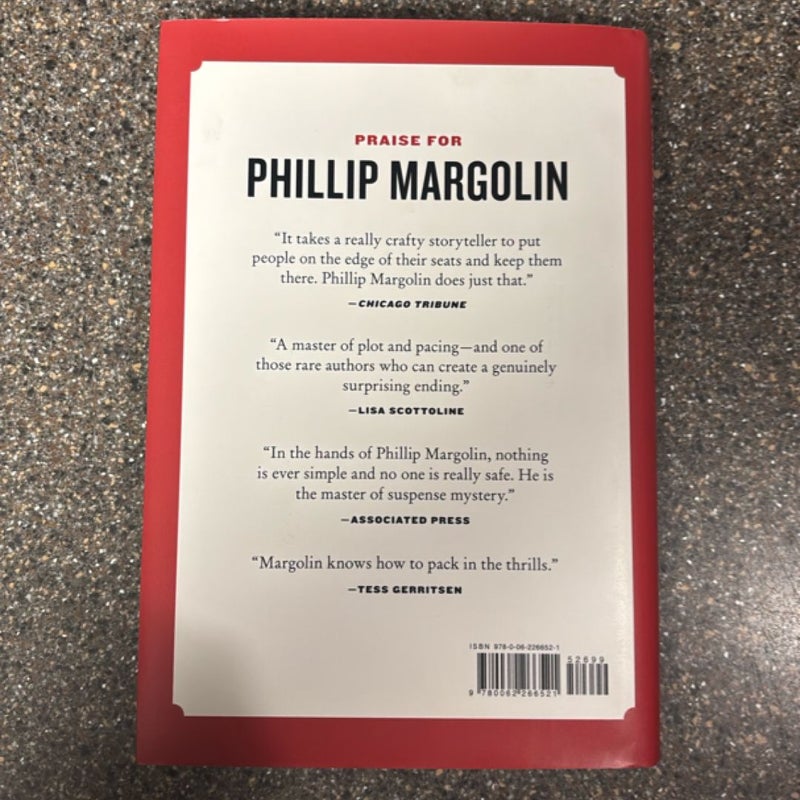 PRAISE FOR
PHILLIP MARGOLIN
“It takes a really crafty storyteller to put
people on the edge of their seats and keep them
there. Phillip Margolin does just that.”
—CHICAGO TRIBUNE
“A master of plot and pacing—and one of
those rare authors who can create a genuinely
surprising ending.”
—LISA SCOTTOLINE
“In the hands of Phillip Margolin, nothing
is ever simple and no one is really safe. He is
the master of suspense mystery.”
—ASSOCIATED PRESS
“Margolin knows how to pack in the thrills.”
—TESS GERRITSEN
ISBN 978-0-06-226652-1
52699
9 780062 266521